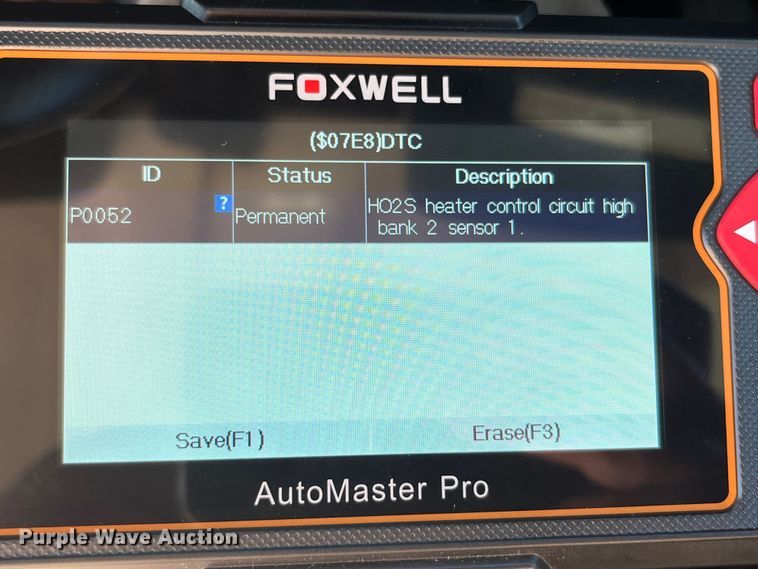 FOXWELL
($07E8)DTC
ID Status Description
P0052 ? Permanent HO2S heater control circuit high
bank 2 sensor 1.
Save(F1) Erase(F3)
AutoMaster Pro
Purple Wave Auction